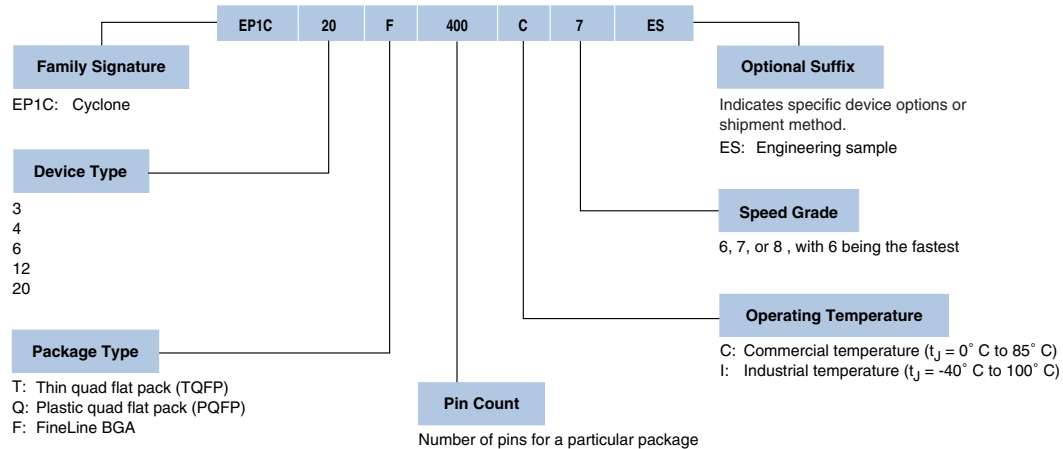 EP1C 20 F 400 C 7 ES
Family Signature
EP1C: Cyclone
Device Type
3
4
6
12
20
Package Type
T: Thin quad flat pack (TQFP)
Q: Plastic quad flat pack (PQFP)
F: FineLine BGA
Pin Count
Number of pins for a particular package
Optional Suffix
Indicates specific device options or
shipment method.
ES: Engineering sample
Speed Grade
6, 7, or 8 , with 6 being the fastest
Operating Temperature
C: Commercial temperature (tJ = 0° C to 85° C)
I: Industrial temperature (tJ = -40° C to 100° C)